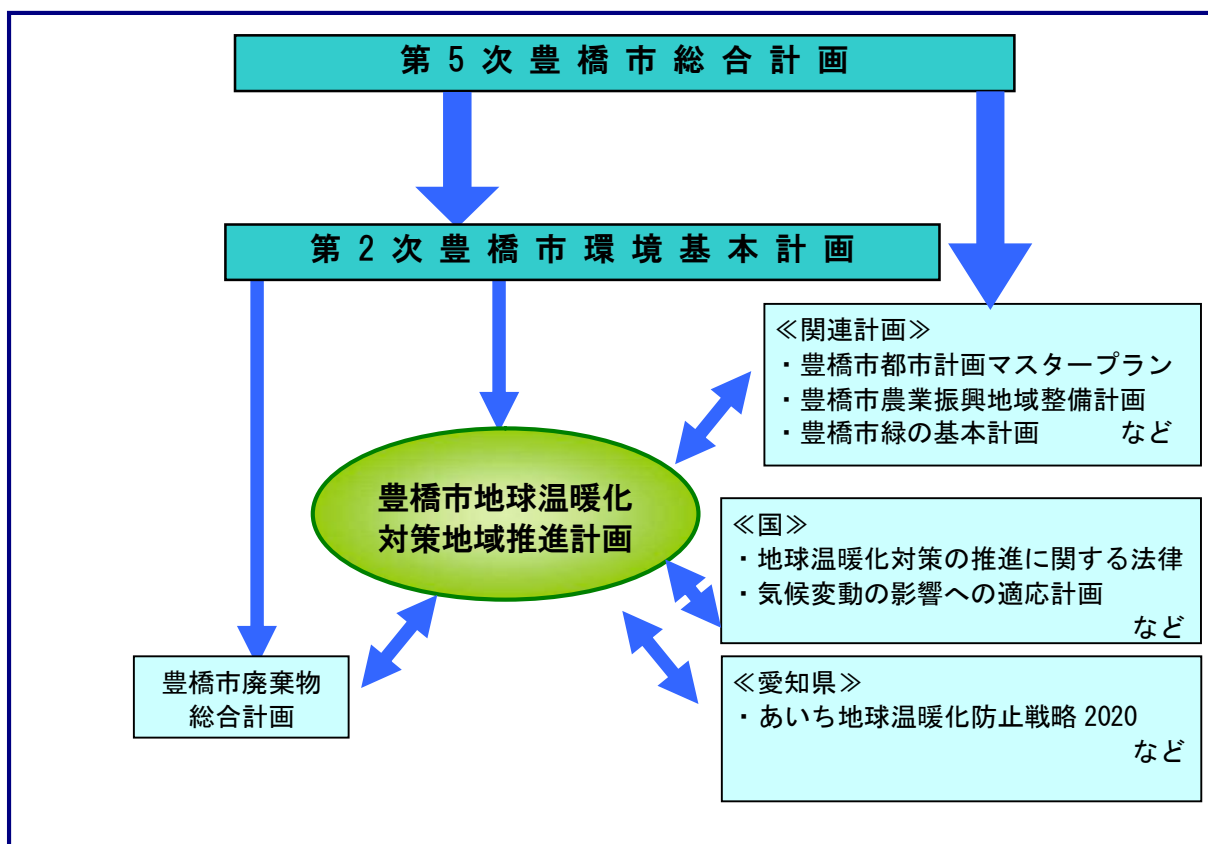 第５次豊橋市総合計画
第２次豊橋市環境基本計画
≪関連計画≫
・豊橋市都市計画マスタープラン
・豊橋市農業振興地域整備計画
・豊橋市緑の基本計画　　　など
豊橋市地球温暖化
対策地域推進計画
≪国≫
・地球温暖化対策の推進に関する法律
・気候変動の影響への適応計画
など
豊橋市廃棄物
総合計画
≪愛知県≫
・あいち地球温暖化防止戦略 2020
など